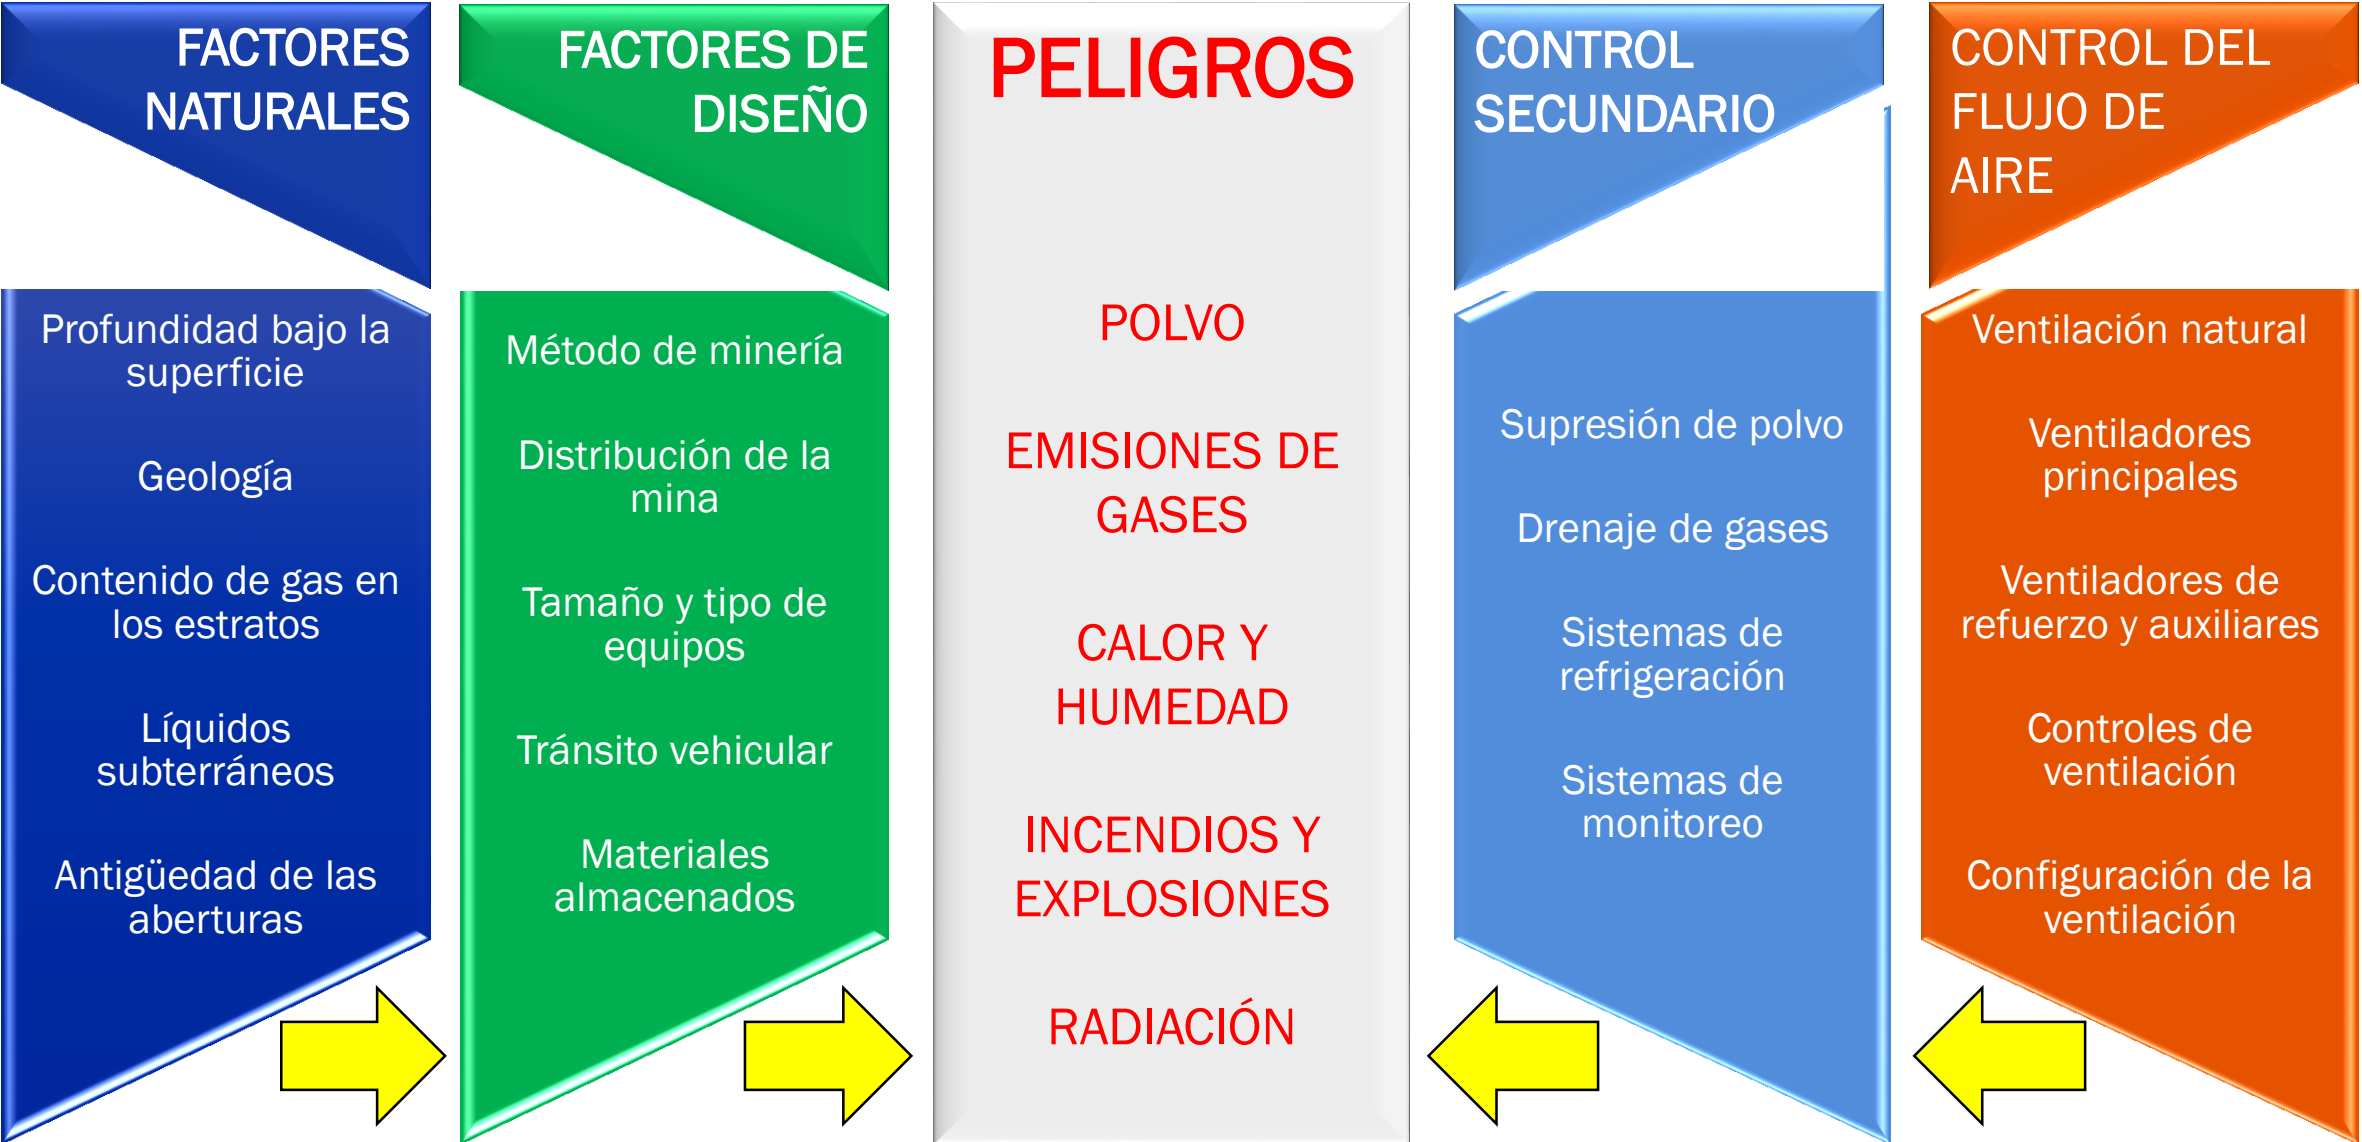 FACTORES
NATURALES
Profundidad bajo la
superficie
Geología
Contenido de gas en
los estratos
Líquidos
subterráneos
Antigüedad de las
aberturas
FACTORES DE
DISEÑO
Método de minería
Distribución de la
mina
Tamaño y tipo de
equipos
Tránsito vehicular
Materiales
almacenados
PELIGROS
POLVO
EMISIONES DE
GASES
CALOR Y
HUMEDAD
INCENDIOS Y
EXPLOSIONES
RADIACIÓN
CONTROL
SECUNDARIO
Supresión de polvo
Drenaje de gases
Sistemas de
refrigeración
Sistemas de
monitoreo
CONTROL DEL
FLUJO DE
AIRE
Ventilación natural
Ventiladores
principales
Ventiladores de
refuerzo y auxiliares
Controles de
ventilación
Configuración de la
ventilación